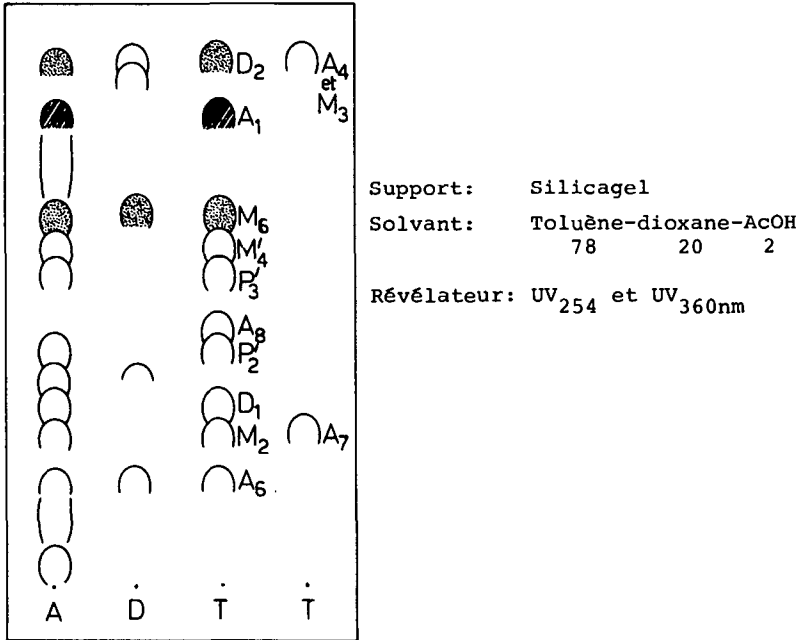 D2 A4
et
M3
A1
M6
M'4
P'3
A8
P'2
D1
M2 A7
A6
A D T T
Support: Silicagel
Solvant: Toluène-dioxane-AcOH
78 20 2
Révélateur: UV254 et UV360nm